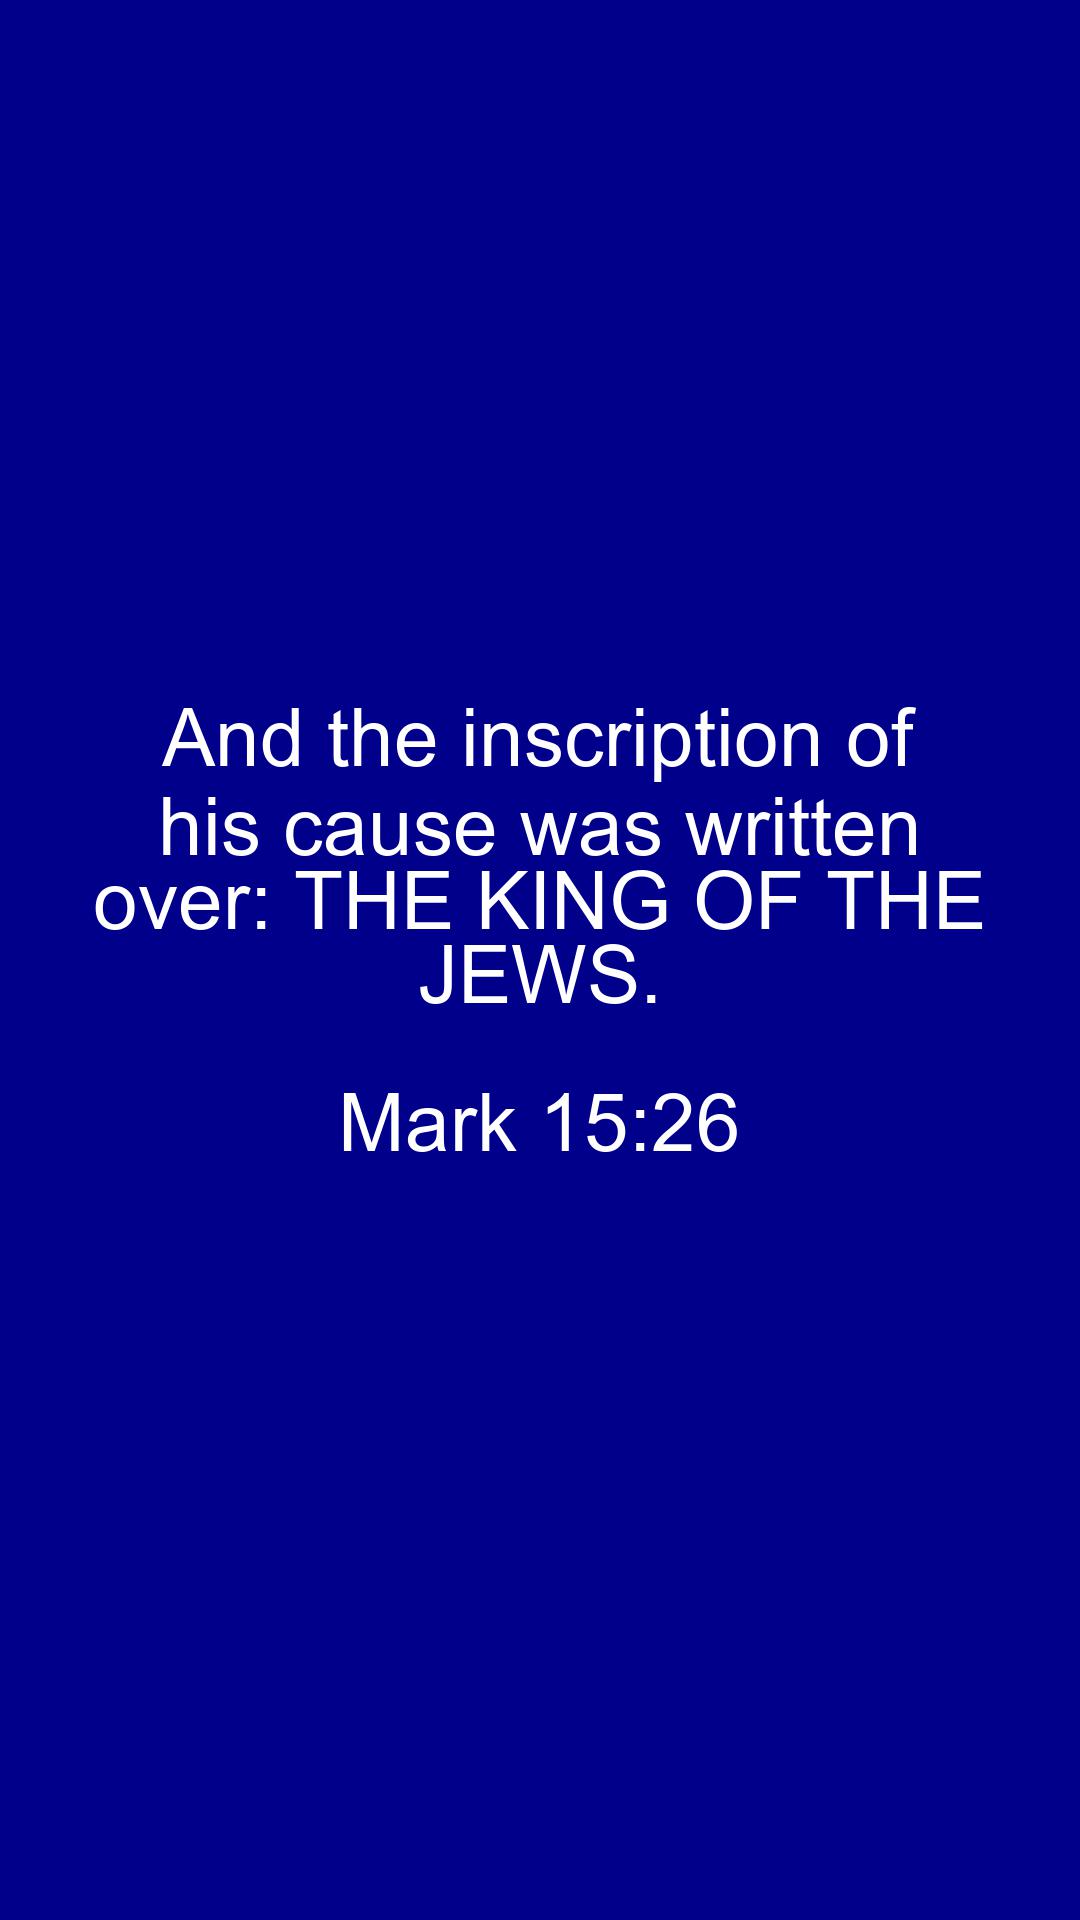 And the inscription of
his cause was written
over: THE KING OF THE
JEWS.
Mark 15:26